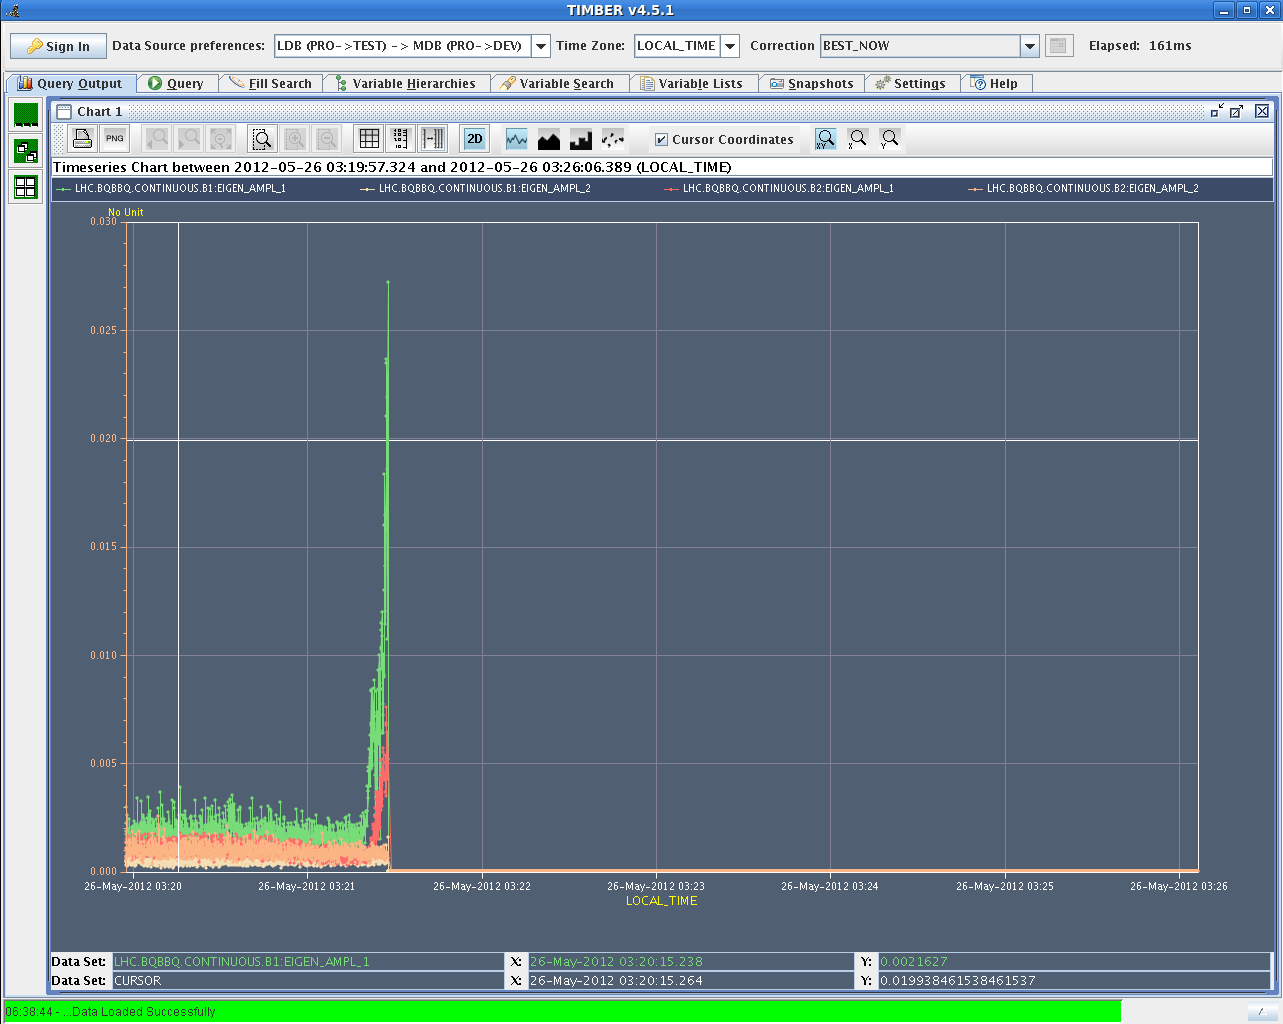 TIMBER v4.5.1
Sign In Data Source preferences: LDB (PRO->TEST) -> MDB (PRO->DEV) Time Zone: LOCAL_TIME Correction BEST_NOW Elapsed: 161ms
Query Output Query Fill Search Variable Hierarchies Variable Search Variable Lists Snapshots Settings Help
Chart 1
PNG 2D Cursor Coordinates XY X Y
Timeseries Chart between 2012-05-26 03:19:57.324 and 2012-05-26 03:26:06.389 (LOCAL_TIME)
LHC.BQBBQ.CONTINUOUS.B1:EIGEN_AMPL_1 LHC.BQBBQ.CONTINUOUS.B1:EIGEN_AMPL_2 LHC.BQBBQ.CONTINUOUS.B2:EIGEN_AMPL_1 LHC.BQBBQ.CONTINUOUS.B2:EIGEN_AMPL_2
No Unit
0.030
0.025
0.020
0.015
0.010
0.005
0.000
26-May-2012 03:20 26-May-2012 03:21 26-May-2012 03:22 26-May-2012 03:23 26-May-2012 03:24 26-May-2012 03:25 26-May-2012 03:26
LOCAL_TIME
Data Set: LHC.BQBBQ.CONTINUOUS.B1:EIGEN_AMPL_1 X: 26-May-2012 03:20:15.238 Y: 0.0021627
Data Set: CURSOR X: 26-May-2012 03:20:15.264 Y: 0.019938461538461537
06:38:44 - ...Data Loaded Successfully